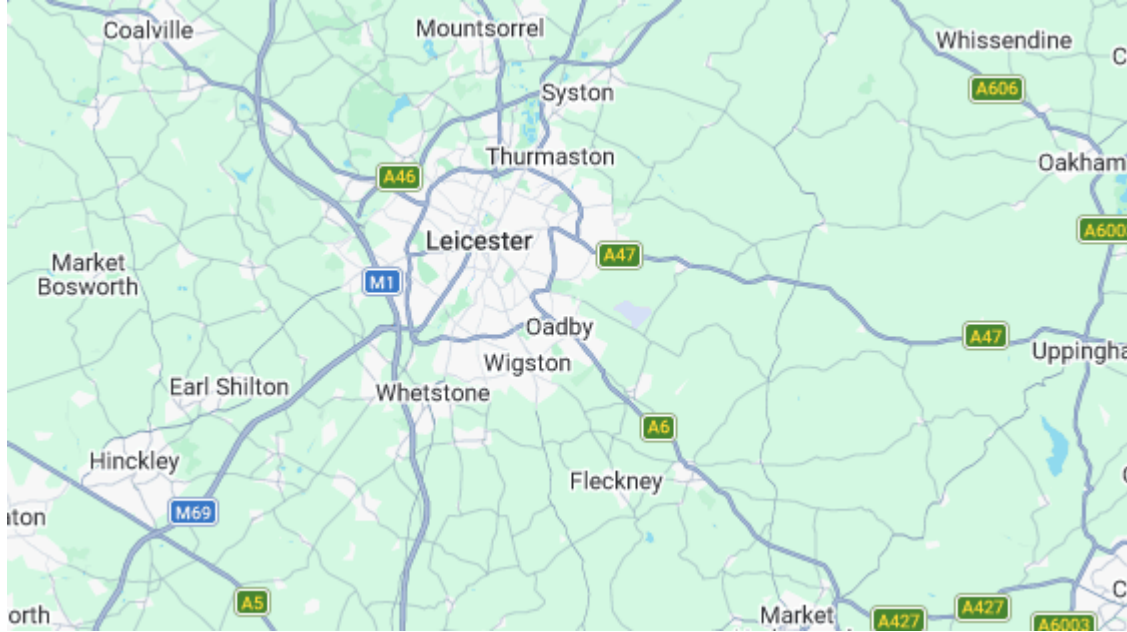 Coalville
Mountsorrel
Whissendine
C
A606
Syston
Thurmaston
Oakham
A46
A600
Leicester
A47
Market
Bosworth
M1
Oadby
A47
Uppingha
Wigston
Earl Shilton
Whetstone
A6
Hinckley
Fleckney
M69
aton
A5
orth
Market
A427
A427
C
A6003